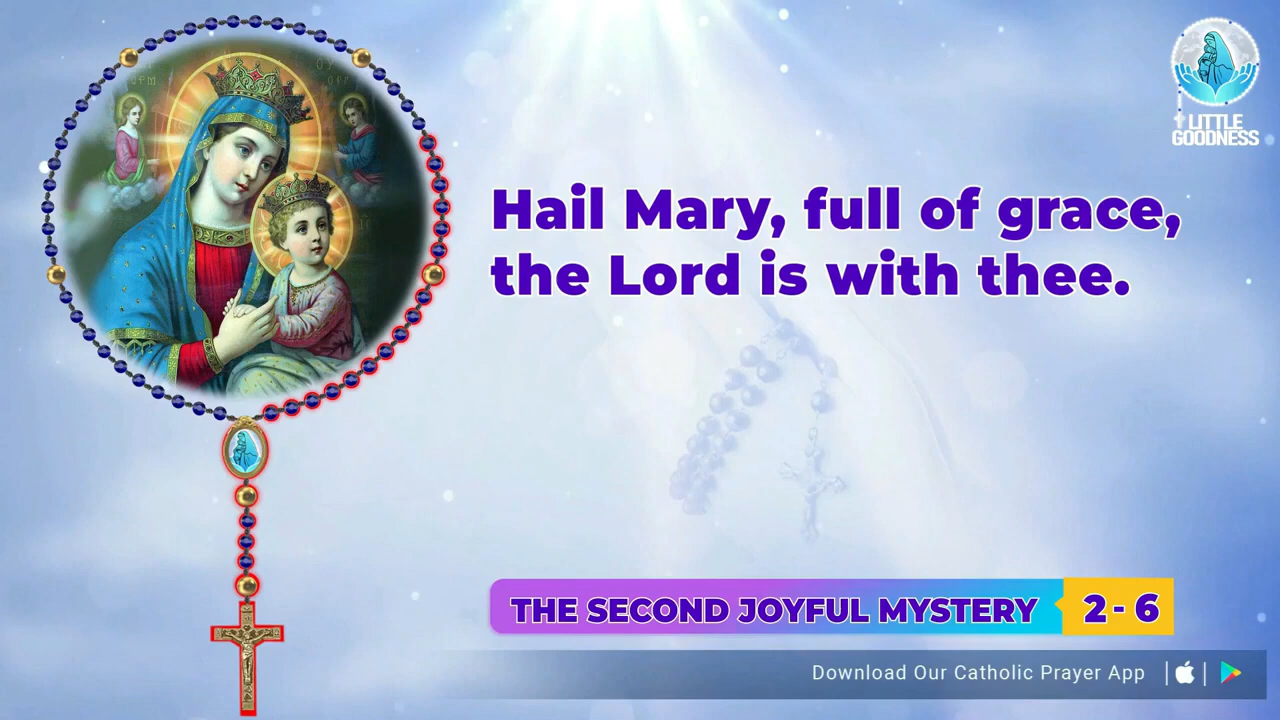 LITTLE
GOODNESS
Hail Mary, full of grace,
the Lord is with thee.
THE SECOND JOYFUL MYSTERY 2 - 6
Download Our Catholic Prayer App